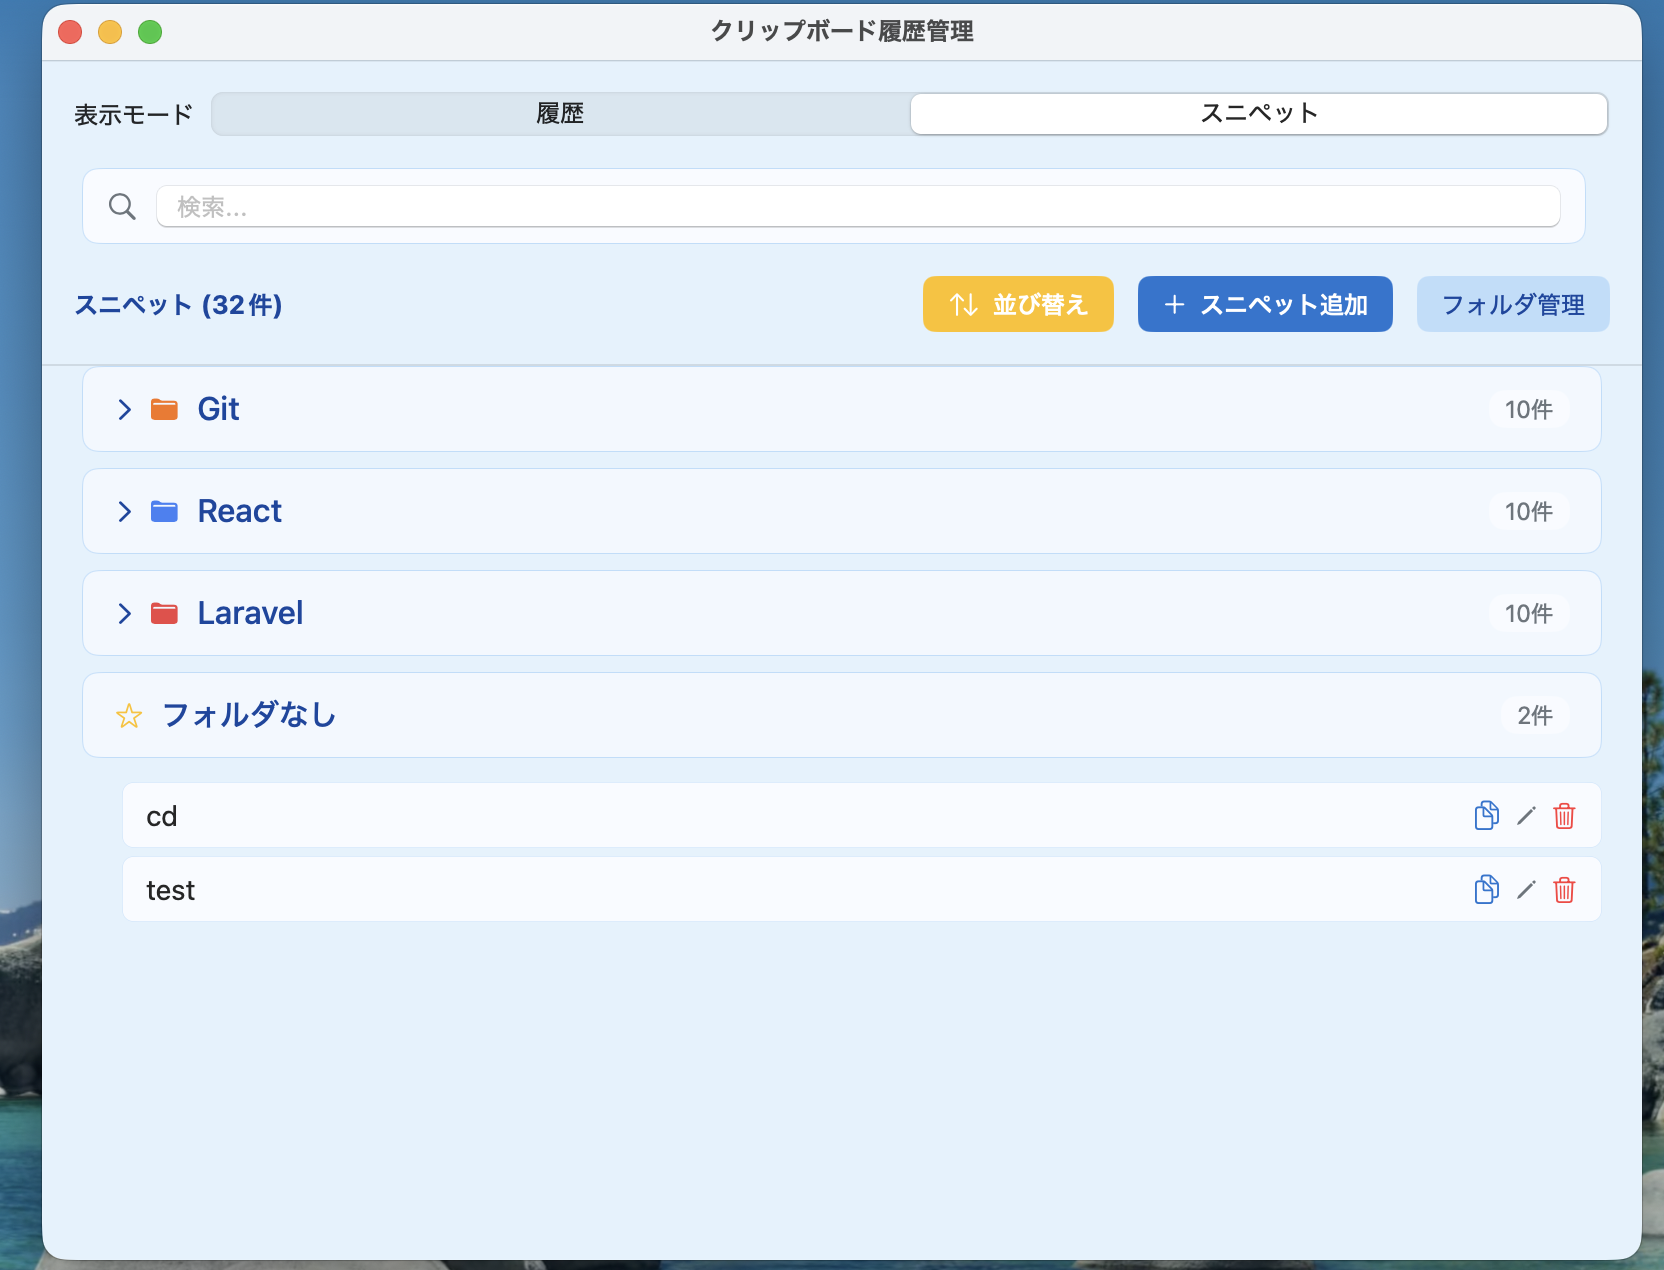 クリップボード履歴管理
表示モード 履歴 スニペット
検索...
スニペット (32件) 並び替え スニペット追加 フォルダ管理
Git 10件
React 10件
Laravel 10件
フォルダなし 2件
cd
test